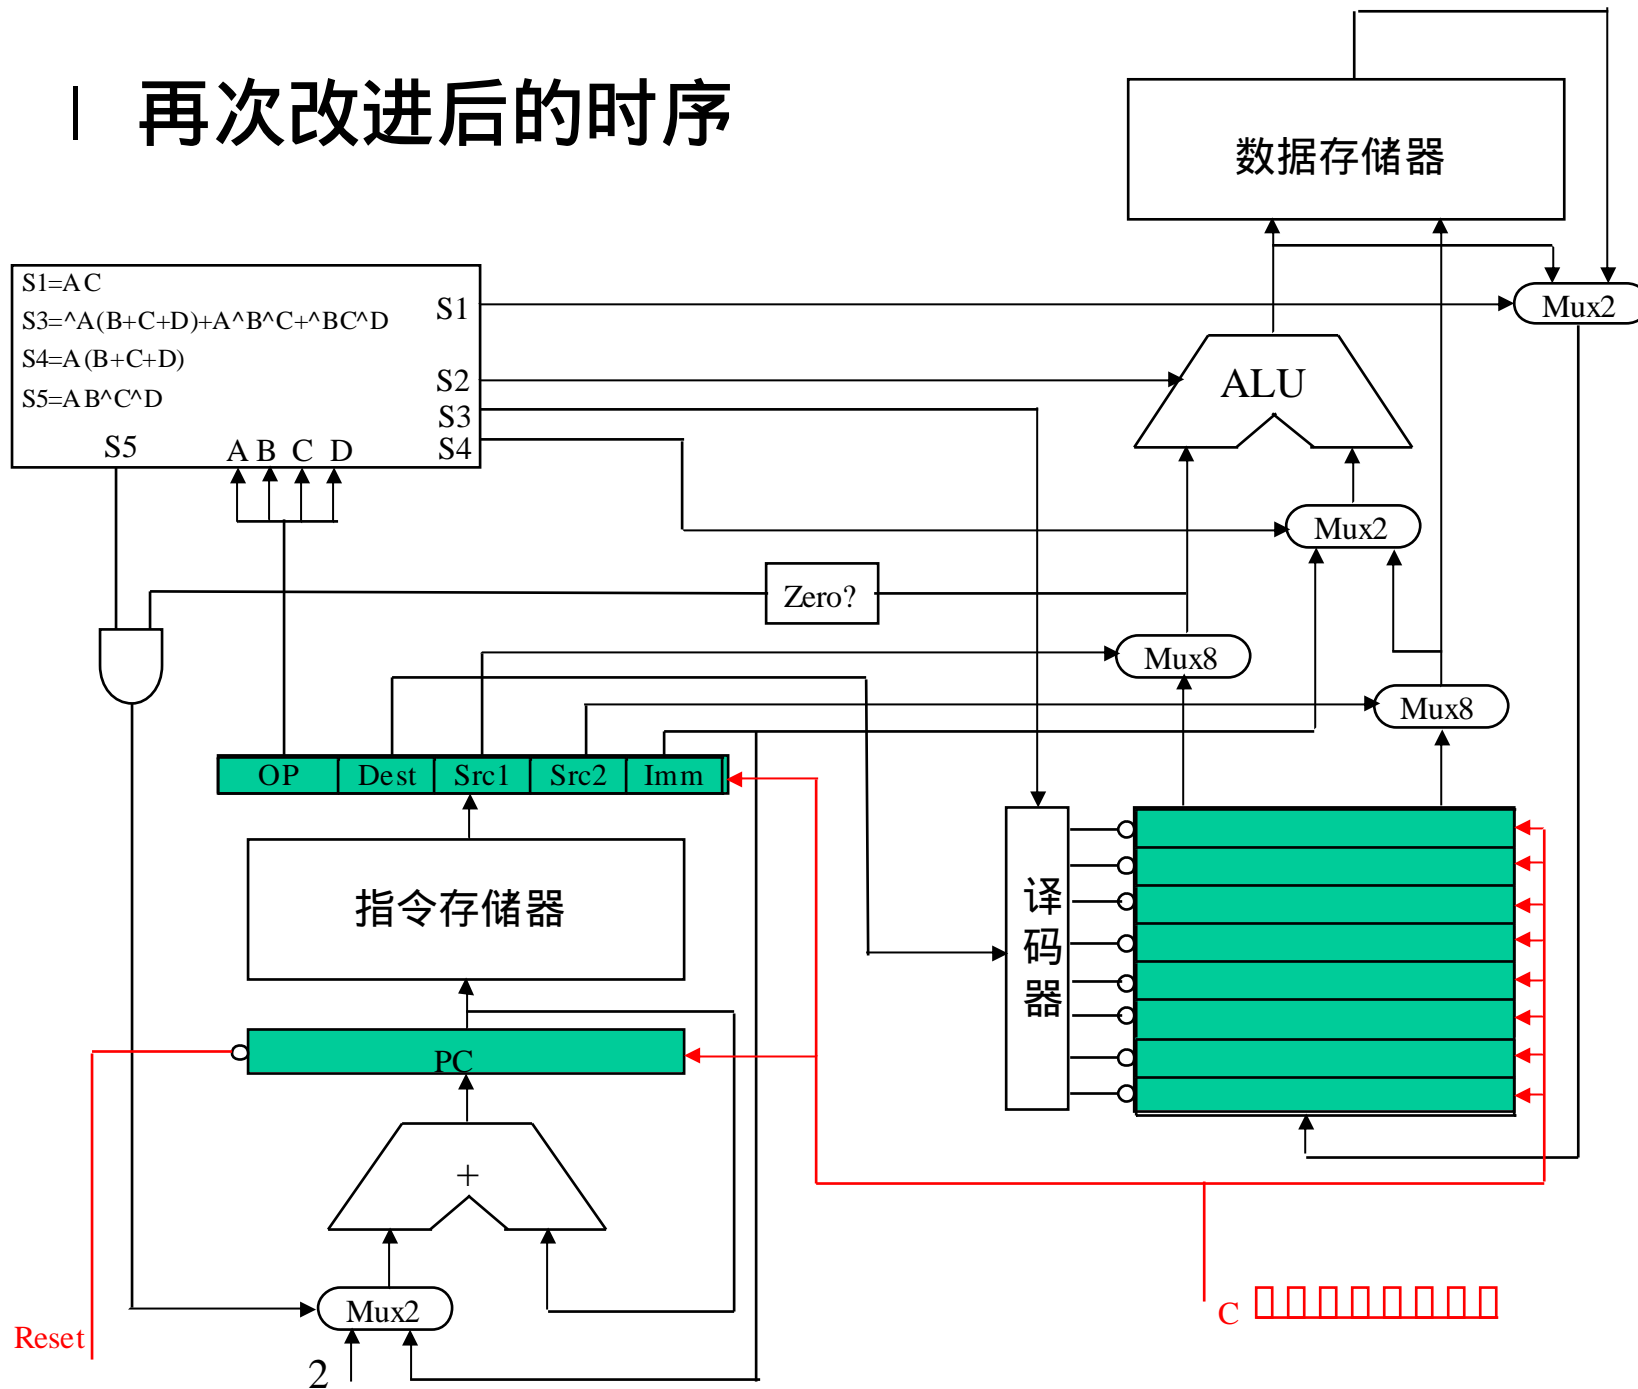 再次改进后的时序
数据存储器
S1=AC
S3=^A(B+C+D)+A^B^C+^BC^D
S4=A(B+C+D)
S5=AB^C^D
S1
S2
S3
S4
S5
A B C D
Mux2
ALU
Mux2
Zero?
Mux8
Mux8
OP Dest Src1 Src2 Imm
指令存储器
译码器
PC
+
Mux2
Reset
2
C